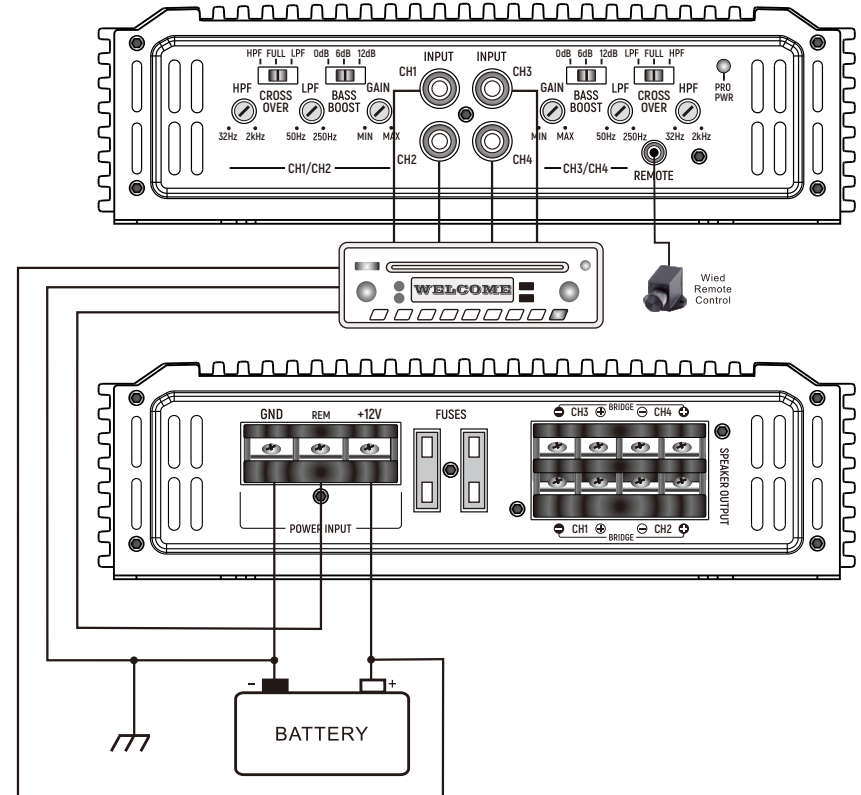 HPF FULL LPF
0dB 6dB 12dB
INPUT INPUT
0dB 6dB 12dB
LPF FULL HPF
CH1
CH3
HPF
CROSS
OVER
LPF
BASS
BOOST
GAIN
GAIN
BASS
BOOST
LPF
CROSS
OVER
HPF
PRO
PWR
32Hz 2kHz
50Hz 250Hz
MIN MAX
CH2
CH4
MIN MAX
50Hz 250Hz
32Hz 2kHz
CH1/CH2
CH3/CH4
REMOTE
WELCOME
Wied
Remote
Control
GND REM +12V
FUSES
CH3 BRIDGE CH4
SPEAKER OUTPUT
POWER INPUT
CH1 BRIDGE CH2
- +
BATTERY